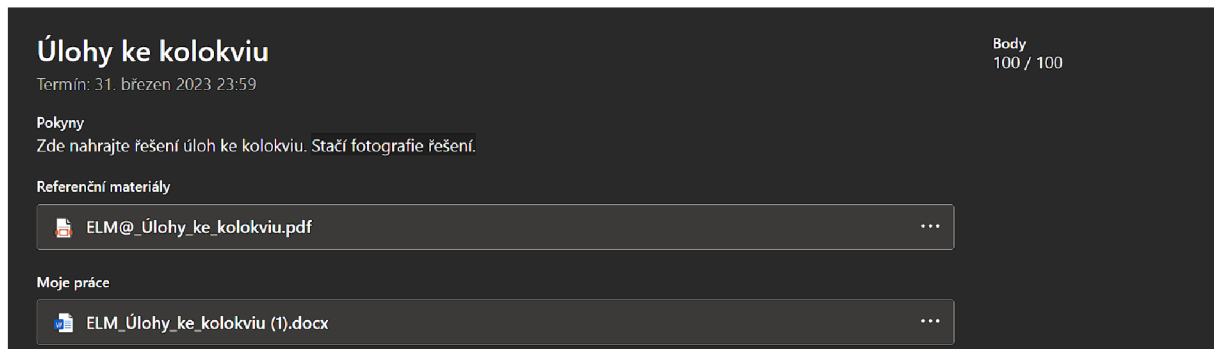 Úlohy ke kolokviu
Termín: 31. březen 2023 23:59
Body
100 / 100
Pokyny
Zde nahrajte řešení úloh ke kolokviu. Stačí fotografie řešení.
Referenční materiály
ELM@_Úlohy_ke_kolokviu.pdf
Moje práce
ELM_Úlohy_ke_kolokviu (1).docx